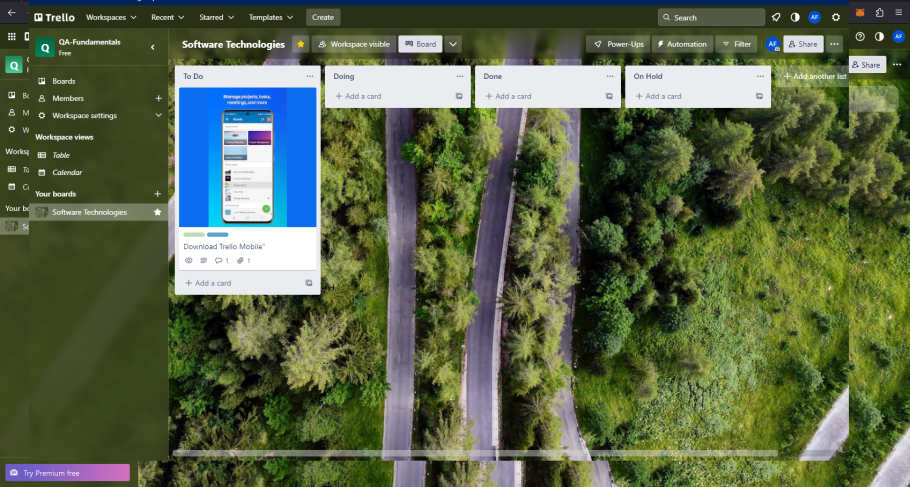 Trello
Workspaces
Recent
Starred
Templates
Create
Search
AF
Q
QA-Fundamentals
Free
Software Technologies
Workspace visible
Board
Power-Ups
Automation
Filter
AF
Share
AF
Share
Q
Boards
Members
Workspace settings
Workspace views
Table
Calendar
Your boards
Software Technologies
To Do
Doing
Done
On Hold
+ Add another list
+ Add a card
+ Add a card
+ Add a card
Manage projects, tasks,
meetings, and more
Download Trello Mobile"
1
1
+ Add a card
Try Premium free